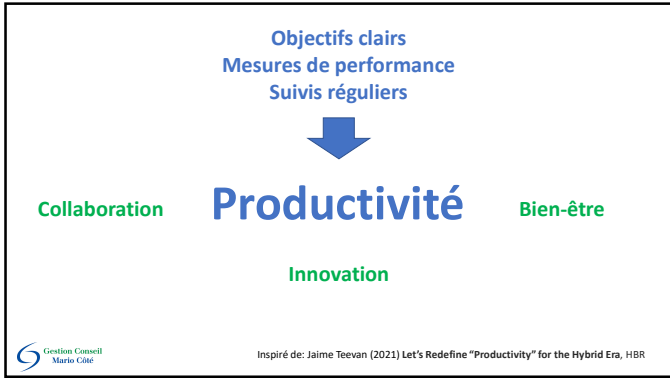 Objectifs clairs
Mesures de performance
Suivis réguliers
Collaboration
Productivité
Bien-être
Innovation
Gestion Conseil
Mario Côté
Inspiré de: Jaime Teevan (2021) Let's Redefine "Productivity" for the Hybrid Era, HBR